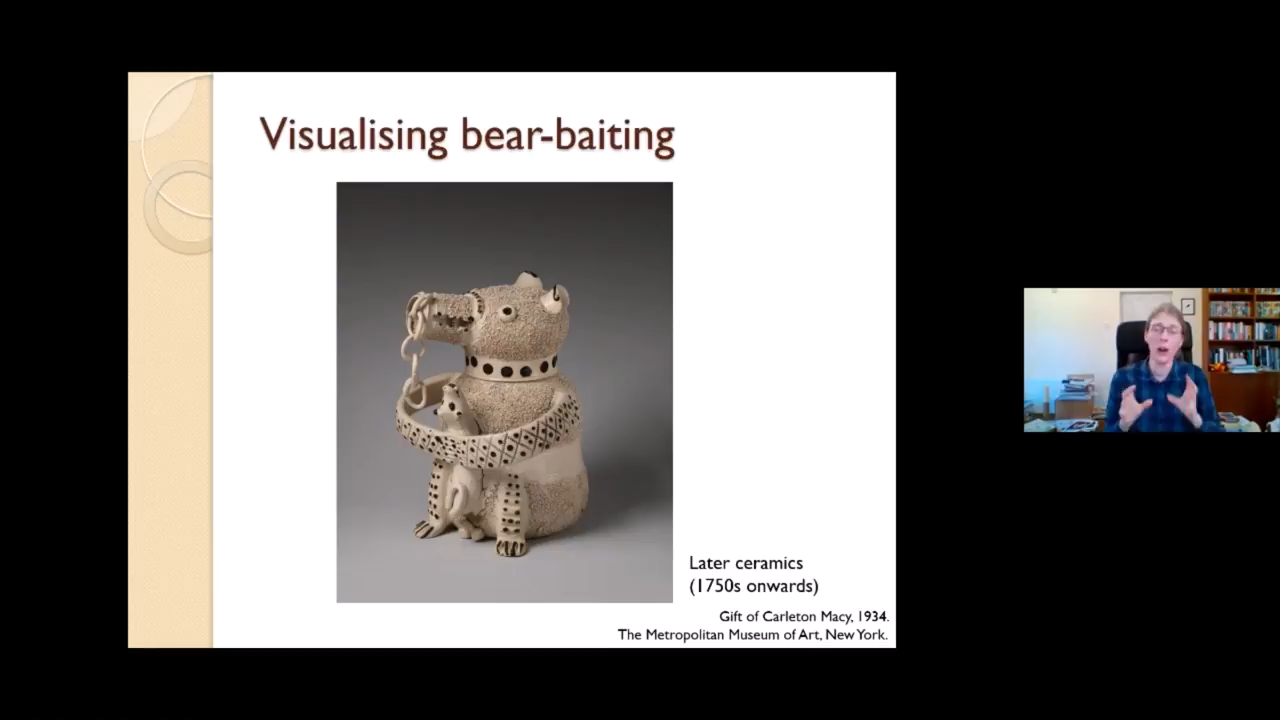 Visualising bear-baiting
Later ceramics
(1750s onwards)
Gift of Carleton Macy, 1934.
The Metropolitan Museum of Art, New York.